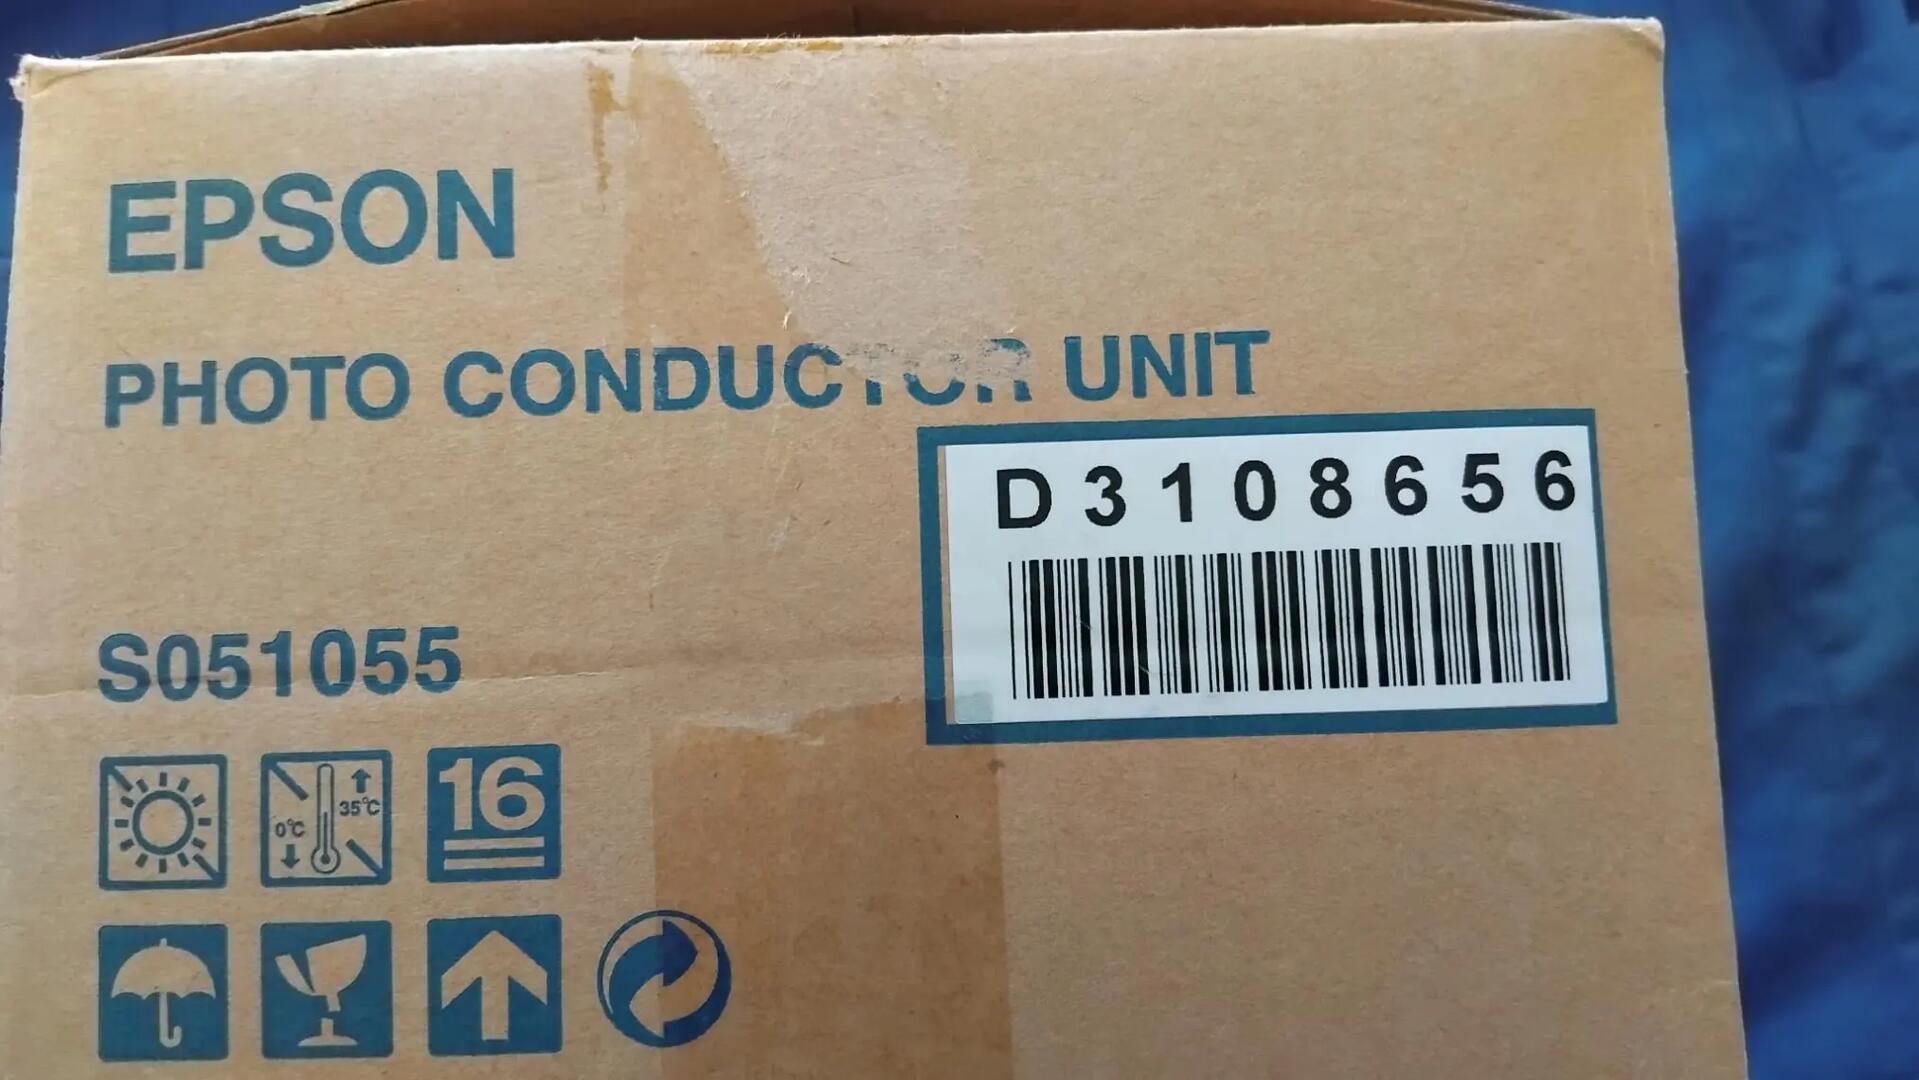 EPSON
PHOTO CONDUCTOR UNIT
D3108656
S051055
0°C 35°C
16